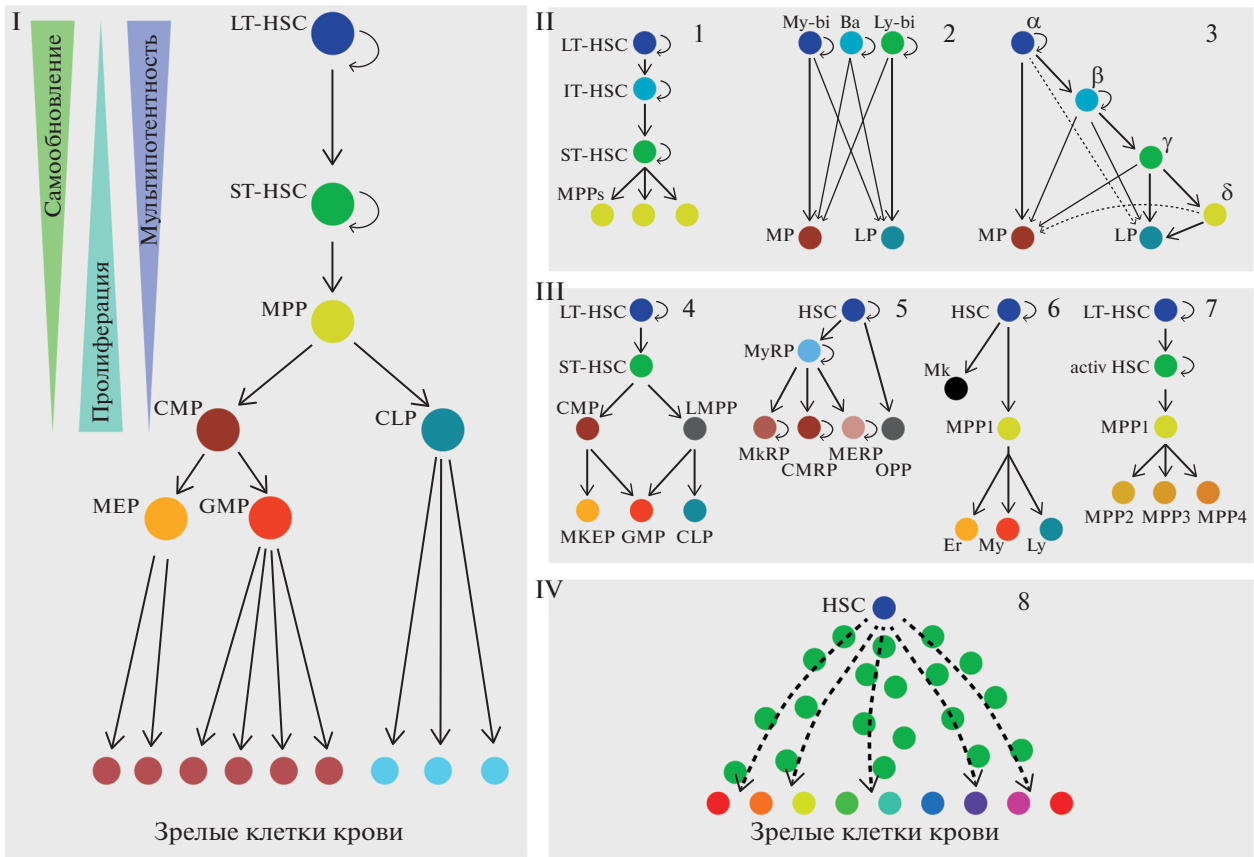 I
Самообновление
Пролиферация
Мультипотентность
LT-HSC
ST-HSC
MPP
CMP
CLP
MEP
GMP
Зрелые клетки крови
II
1
LT-HSC
IT-HSC
ST-HSC
MPPs
2
My-bi
Ba
Ly-bi
MP
LP
3
α
β
γ
δ
MP
LP
III
4
LT-HSC
ST-HSC
CMP
LMPP
MKEP
GMP
CLP
5
HSC
MyRP
MkRP
CMRP
MERP
OPP
6
HSC
Mk
MPP1
Er
My
Ly
7
LT-HSC
activ HSC
MPP1
MPP2
MPP3
MPP4
IV
8
HSC
Зрелые клетки крови